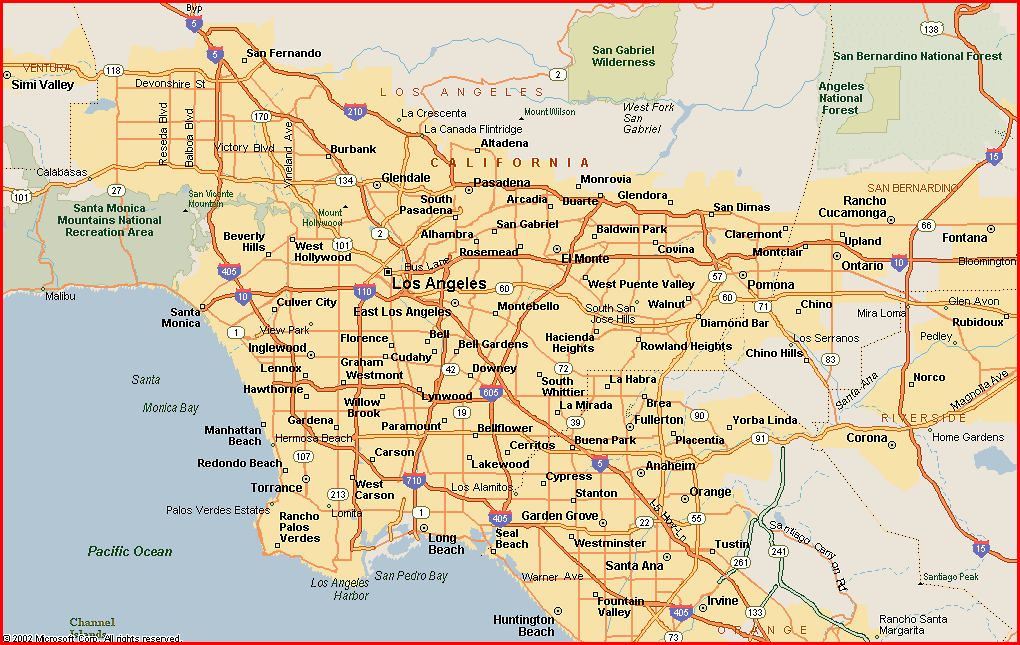 Byp
5
138
5
San Fernando
San Gabriel
Wilderness
San Bernardino National Forest
VENTURA
118
2
Simi Valley
Devonshire St
LOS ANGELES
Angeles
National
Forest
Reseda Blvd
Balboa Blvd
170
Vineland Ave
210
La Crescenta
Mount Wilson
West Fork
San
Gabriel
La Canada Flintridge
Altadena
Victory Blvd
Burbank
CALIFORNIA
15
Calabasas
134
Glendale
Pasadena
Monrovia
SAN BERNARDINO
101
27
San Vicente
Mountain
South
Pasadena
Arcadia
Duarte
Glendora
San Dimas
Rancho
Cucamonga
Santa Monica
Mountains National
Recreation Area
Mount
Hollywood
2
Alhambra
San Gabriel
Baldwin Park
Claremont
66
Beverly
Hills
West
Hollywood
101
Rosemead
Covina
Upland
Fontana
Bus Lane
El Monte
Montclair
Ontario
10
Bloomington
405
Los Angeles
West Puente Valley
57
Pomona
Malibu
10
110
60
60
71
Chino
Glen Avon
Santa
Monica
Culver City
East Los Angeles
Montebello
South San
Jose Hills
Walnut
Mira Loma
Rubidoux
1
View Park
Florence
Bell
Diamond Bar
Los Serranos
Pedley
Inglewood
Graham
Cudahy
Bell Gardens
Hacienda
Heights
Rowland Heights
Chino Hills
83
Lennox
Westmont
42
Downey
72
Santa
Hawthorne
Lynwood
605
South
Whittier
La Habra
Santa Ana
Norco
Magnolia Ave
Monica Bay
Willow
Brook
19
La Mirada
Brea
RIVERSIDE
Manhattan
Beach
Gardena
Paramount
Bellflower
39
Fullerton
90
Yorba Linda
Hermosa Beach
Cerritos
Buena Park
Placentia
91
Corona
Home Gardens
Redondo Beach
107
Carson
Lakewood
5
Anaheim
Torrance
West
Carson
710
Los Alamitos
Cypress
Palos Verdes Estates
213
Lomita
Stanton
Orange
Rancho
Palos
Verdes
1
405
Garden Grove
22
55
Santiago Canyon Rd
Pacific Ocean
Long
Beach
Seal
Beach
Westminster
Tustin
241
15
Santa Ana
261
Los Angeles
Harbor
San Pedro Bay
Warner Ave
Santiago Peak
Fountain
Valley
405
Irvine
133
Channel
Islands
Huntington
Beach
73
ORANGE
Rancho Santa
Margarita
© 2002 Microsoft Corp. All rights reserved.